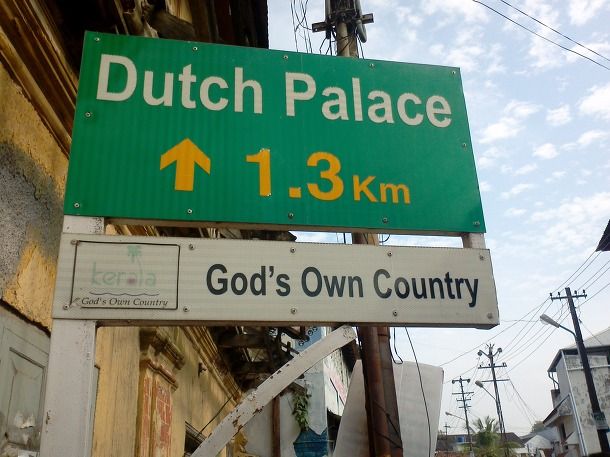 Dutch Palace
↑ 1.3 Km
God's Own Country
kerala
God's Own Country